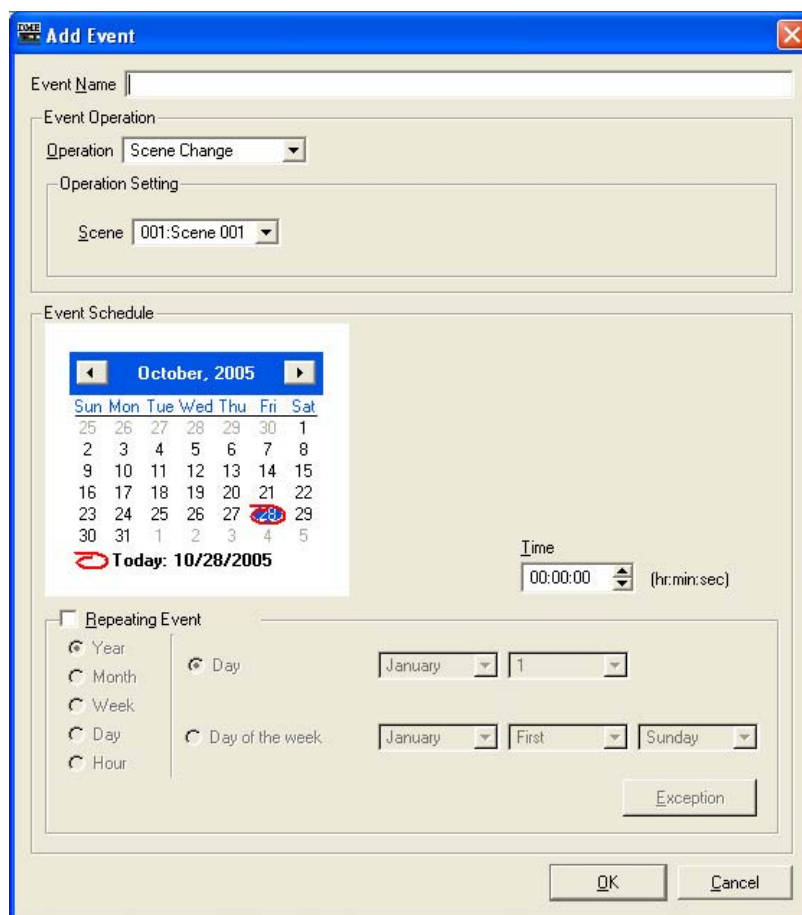 DME
Add Event
Event Name
Event Operation
Operation Scene Change
Operation Setting
Scene 001:Scene 001
Event Schedule
October, 2005
Sun Mon Tue Wed Thu Fri Sat
25 26 27 28 29 30 1
2 3 4 5 6 7 8
9 10 11 12 13 14 15
16 17 18 19 20 21 22
23 24 25 26 27 28 29
30 31 1 2 3 4 5
Today: 10/28/2005
Time
00:00:00 (hr:min:sec)
Repeating Event
Year
Month
Week
Day
Hour
Day January 1
Day of the week January First Sunday
Exception
OK Cancel